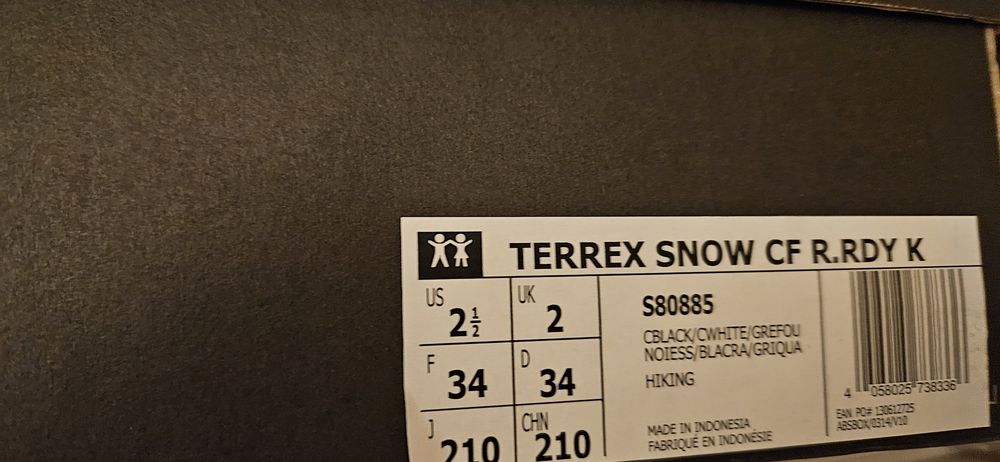 TERREX SNOW CF R.RDY K
US 2½
UK 2
F 34
D 34
J 210
CHN 210
S80885
CBLACK/CWHITE/GREFOU
NOIESS/BLACRA/GRIQUA
HIKING
MADE IN INDONESIA
FABRIQUÉ EN INDONÉSIE
4 058025 738336
EAN PO# 130612725
ABSBOX/0314/V10